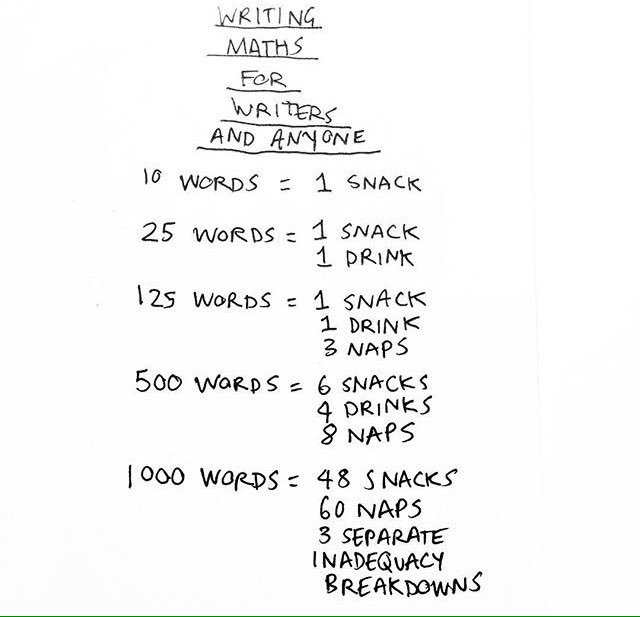 WRITING
MATHS
FOR
WRITERS
AND ANYONE
10 WORDS = 1 SNACK
25 WORDS = 1 SNACK
1 DRINK
125 WORDS = 1 SNACK
1 DRINK
3 NAPS
500 WORDS = 6 SNACKS
4 DRINKS
8 NAPS
1000 WORDS = 48 SNACKS
60 NAPS
3 SEPARATE
INADEQUACY
BREAKDOWNS